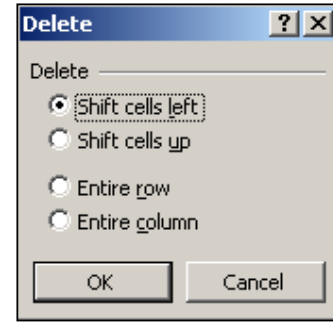 Delete ? X
Delete
Shift cells left
Shift cells up
Entire row
Entire column
OK Cancel